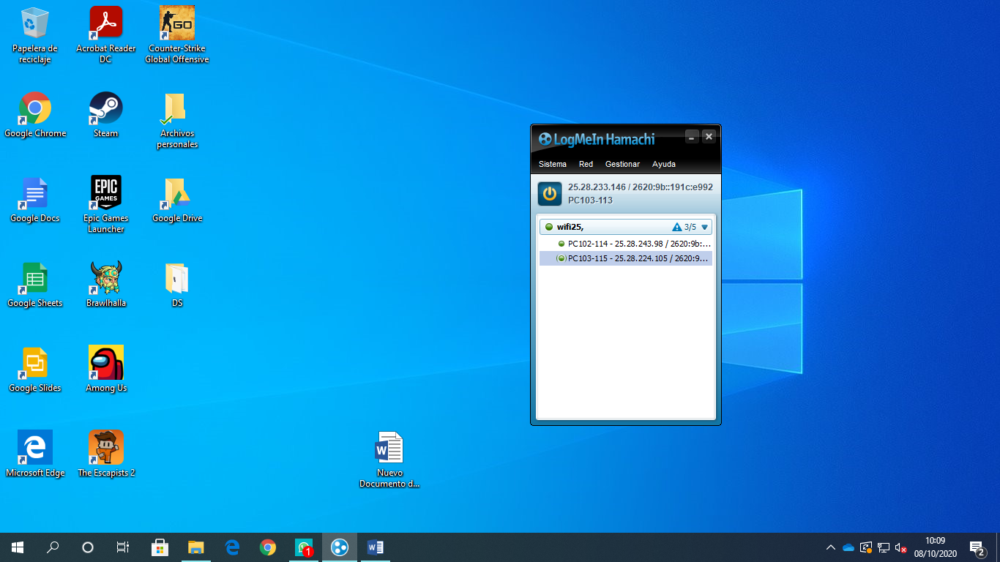 Papelera de
reciclaje
Acrobat Reader
DC
GO
Counter-Strike
Global Offensive
Google Chrome
Steam
Archivos
personales
Google Docs
EPIC
GAMES
Epic Games
Launcher
Google Drive
Google Sheets
Brawlhalla
DS
Google Slides
Among Us
Microsoft Edge
The Escapists 2
W
Nuevo
Documento d...
LogMeIn Hamachi
Sistema Red Gestionar Ayuda
25.28.233.146 / 2620:9b::191c:e992
PC103-113
wifi25, 3/5
PC102-114 - 25.28.243.98 / 2620:9b:...
PC103-115 - 25.28.224.105 / 2620:9...
1
W
10:09
08/10/2020
2